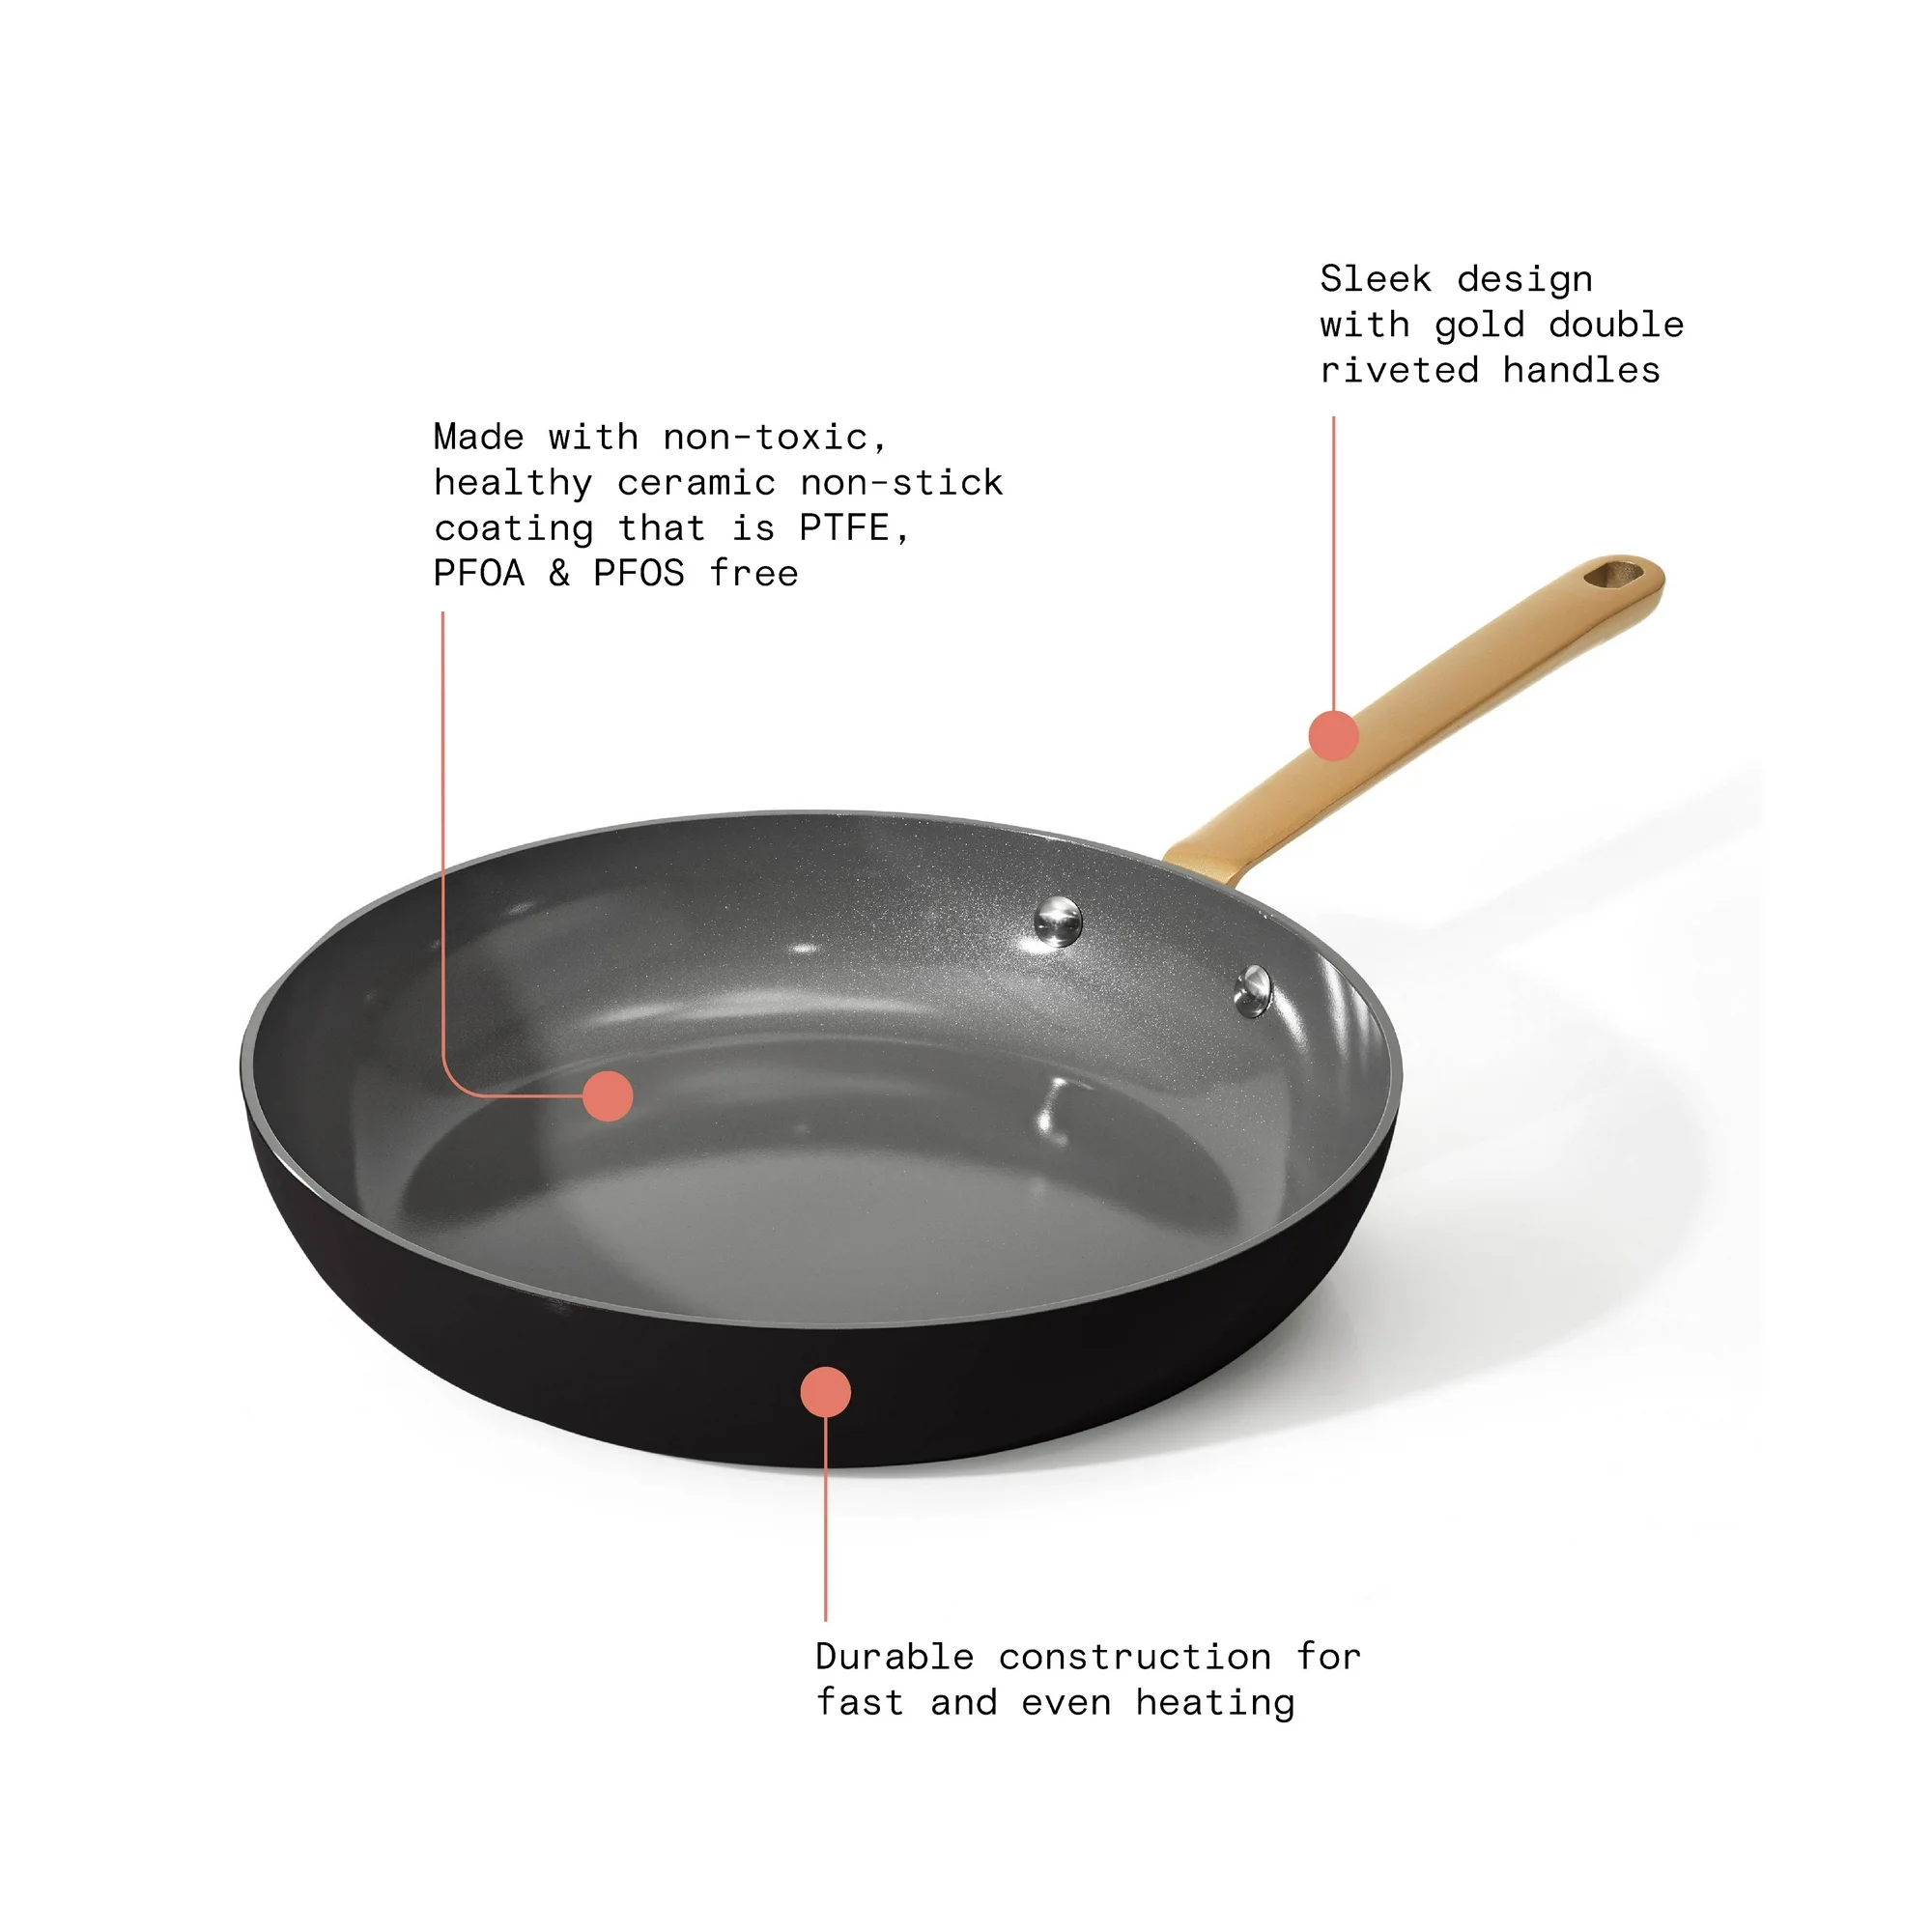 Sleek design
with gold double
riveted handles
Made with non-toxic,
healthy ceramic non-stick
coating that is PTFE,
PFOA & PFOS free
Durable construction for
fast and even heating